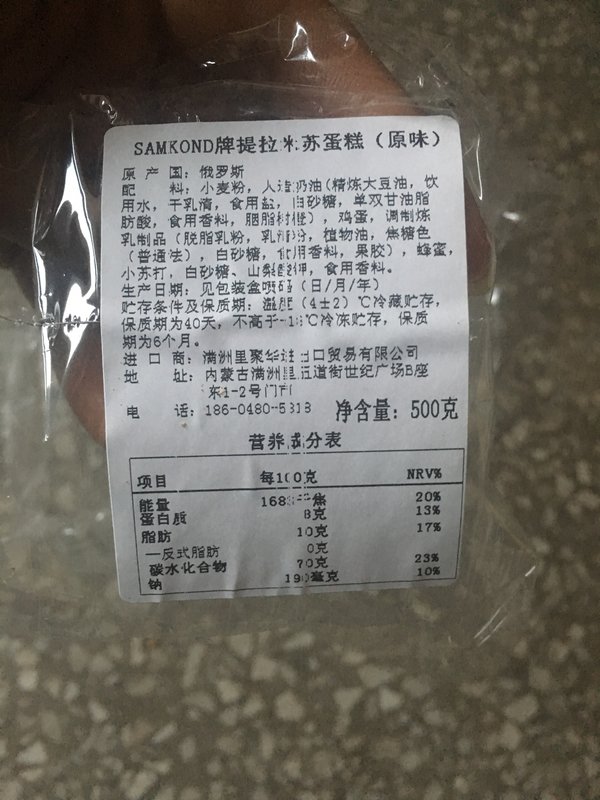 SAMKOND牌提拉米苏蛋糕（原味）
原 产 国：俄罗斯
配 料：小麦粉，人造奶油（精炼大豆油，饮
用水，干乳清，食用盐，白砂糖，单双甘油脂
肪酸，食用香料，胭脂树橙），鸡蛋，调制炼
乳制品（脱脂乳粉，乳清粉，植物油，焦糖色
（普通法），白砂糖，食用香料，果胶），蜂蜜，
小苏打，白砂糖、山梨酸钾，食用香料。
生产日期：见包装盒喷码（日/月/年）
贮存条件及保质期：温度（4±2）℃冷藏贮存，
保质期为40天，不高于-18℃冷冻贮存，保质
期为6个月。
进 口 商：满洲里聚华进出口贸易有限公司
地 址：内蒙古满洲里五道街世纪广场B座
东1-2号门市
电 话：186-0480-5318 净含量：500克
营养成分表
项目 每100克 NRV%
能量 168 焦 20%
蛋白质 8克 13%
脂肪 10克 17%
—反式脂肪 0克
碳水化合物 70克 23%
钠 190毫克 10%